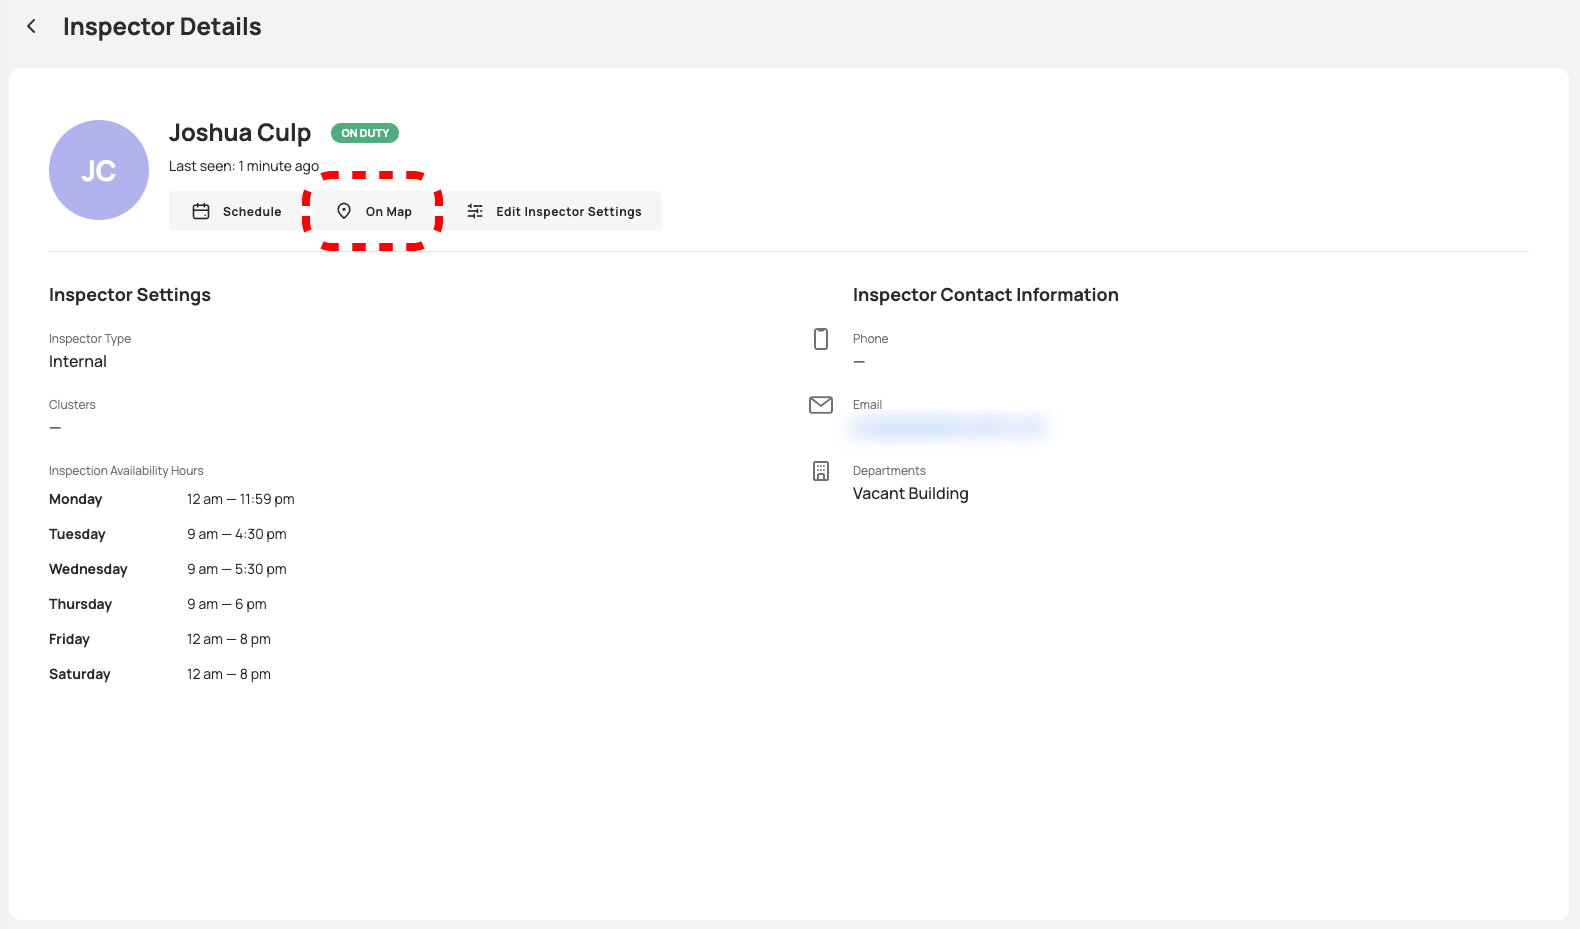 Inspector Details
JC
Joshua Culp
ON DUTY
Last seen: 1 minute ago
Schedule
On Map
Edit Inspector Settings
Inspector Settings
Inspector Type
Internal
Clusters
—
Inspection Availability Hours
Monday 12 am — 11:59 pm
Tuesday 9 am — 4:30 pm
Wednesday 9 am — 5:30 pm
Thursday 9 am — 6 pm
Friday 12 am — 8 pm
Saturday 12 am — 8 pm
Inspector Contact Information
Phone
—
Email
Departments
Vacant Building